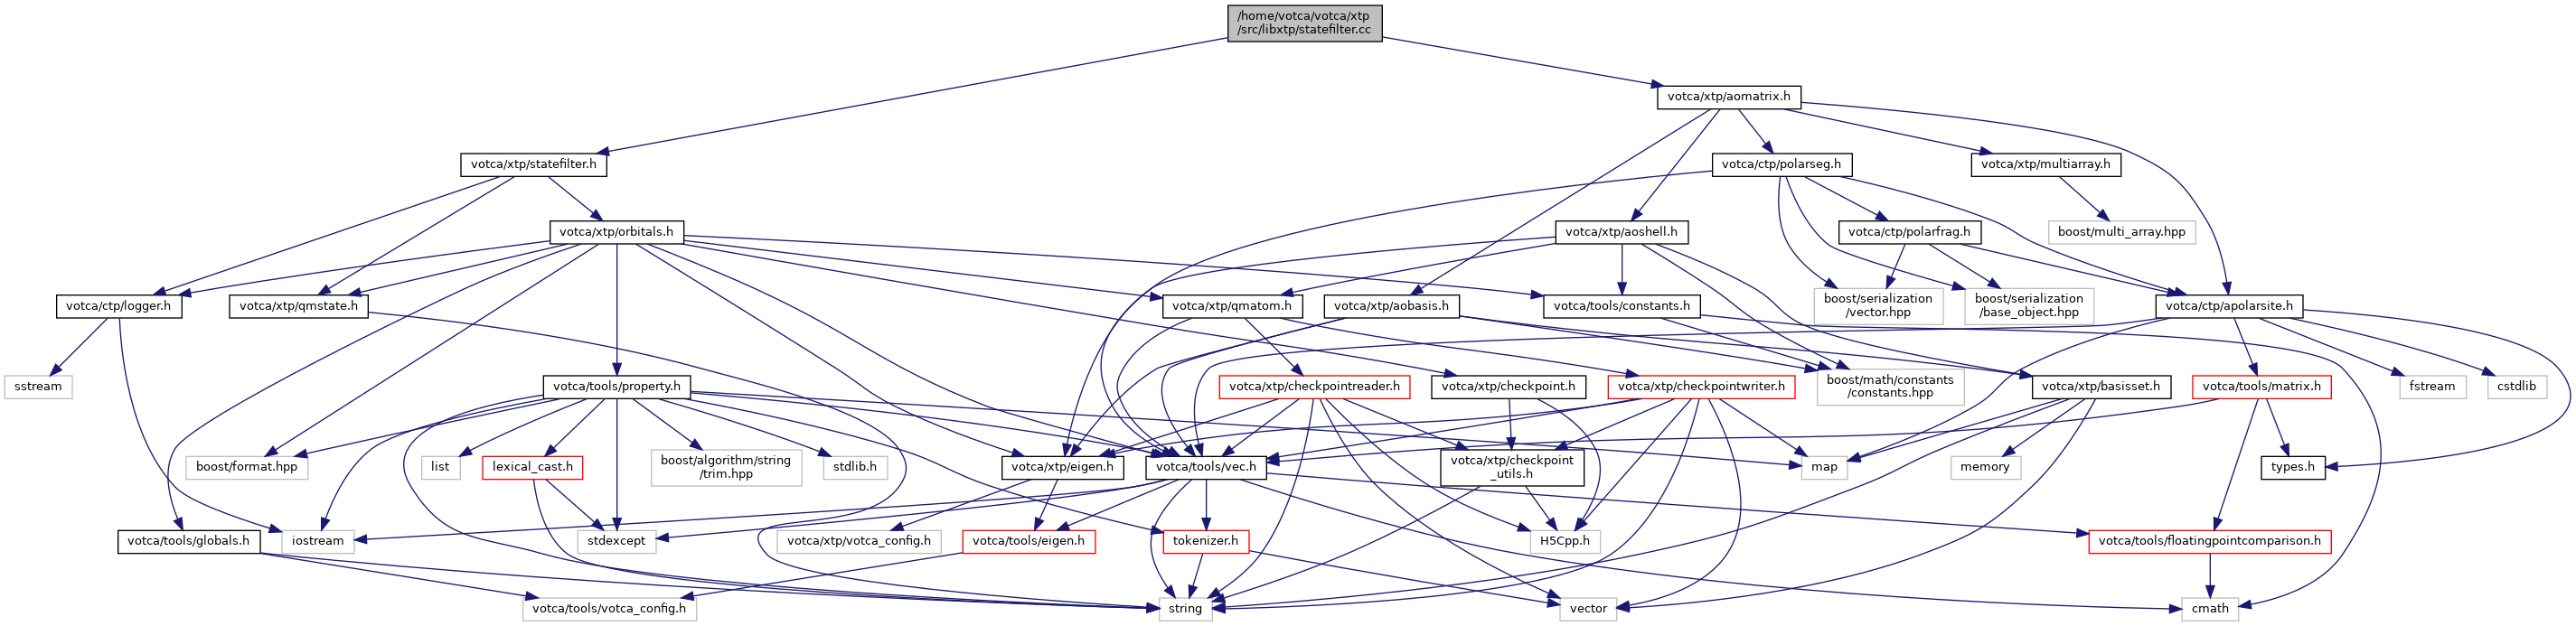 /home/votca/votca/xtp
/src/libxtp/statefilter.cc
votca/xtp/aomatrix.h
votca/xtp/statefilter.h
votca/ctp/polarseg.h
votca/xtp/multiarray.h
votca/xtp/orbitals.h
votca/xtp/aoshell.h
votca/ctp/polarfrag.h
boost/multi_array.hpp
votca/ctp/logger.h
votca/xtp/qmstate.h
votca/xtp/qmatom.h
votca/xtp/aobasis.h
votca/tools/constants.h
boost/serialization
/vector.hpp
boost/serialization
/base_object.hpp
votca/ctp/apolarsite.h
sstream
votca/tools/property.h
votca/xtp/checkpointreader.h
votca/xtp/checkpoint.h
votca/xtp/checkpointwriter.h
boost/math/constants
/constants.hpp
votca/xtp/basisset.h
votca/tools/matrix.h
fstream
cstdlib
boost/format.hpp
list
lexical_cast.h
boost/algorithm/string
/trim.hpp
stdlib.h
votca/xtp/eigen.h
votca/tools/vec.h
votca/xtp/checkpoint
_utils.h
map
memory
types.h
votca/tools/globals.h
iostream
stdexcept
votca/xtp/votca_config.h
votca/tools/eigen.h
tokenizer.h
H5Cpp.h
votca/tools/floatingpointcomparison.h
votca/tools/votca_config.h
string
vector
cmath